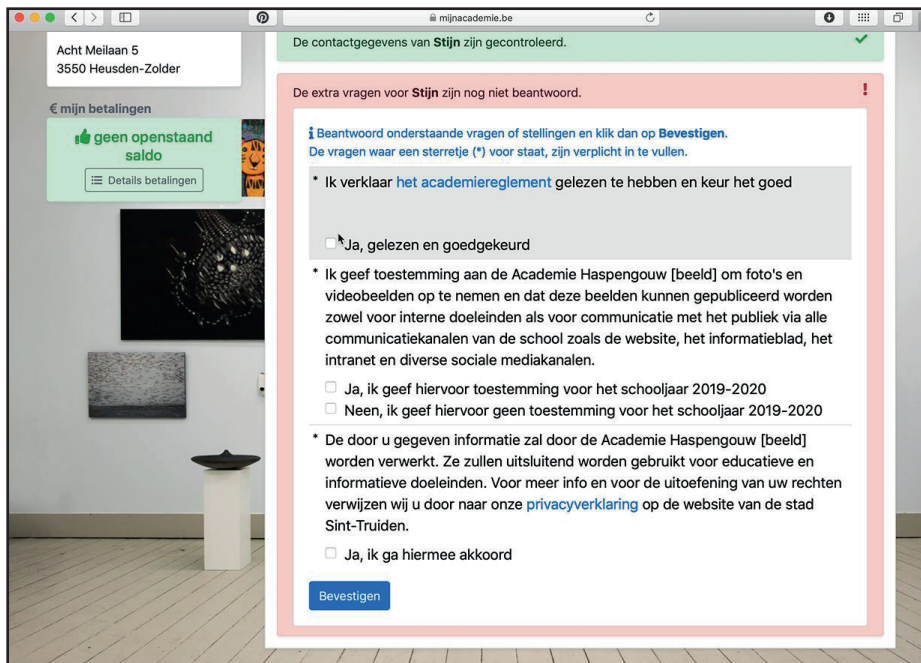 mijnacademie.be
Acht Meilaan 5
3550 Heusden-Zolder
€ mijn betalingen
geen openstaand
saldo
Details betalingen
De contactgegevens van Stijn zijn gecontroleerd.
De extra vragen voor Stijn zijn nog niet beantwoord.
Beantwoord onderstaande vragen of stellingen en klik dan op Bevestigen.
De vragen waar een sterretje (*) voor staat, zijn verplicht in te vullen.
* Ik verklaar het academiereglement gelezen te hebben en keur het goed
Ja, gelezen en goedgekeurd
* Ik geef toestemming aan de Academie Haspengouw [beeld] om foto's en
videobeelden op te nemen en dat deze beelden kunnen gepubliceerd worden
zowel voor interne doeleinden als voor communicatie met het publiek via alle
communicatiekanalen van de school zoals de website, het informatieblad, het
intranet en diverse sociale mediakanalen.
Ja, ik geef hiervoor toestemming voor het schooljaar 2019-2020
Neen, ik geef hiervoor geen toestemming voor het schooljaar 2019-2020
* De door u gegeven informatie zal door de Academie Haspengouw [beeld]
worden verwerkt. Ze zullen uitsluitend worden gebruikt voor educatieve en
informatieve doeleinden. Voor meer info en voor de uitoefening van uw rechten
verwijzen wij u door naar onze privacyverklaring op de website van de stad
Sint-Truiden.
Ja, ik ga hiermee akkoord
Bevestigen